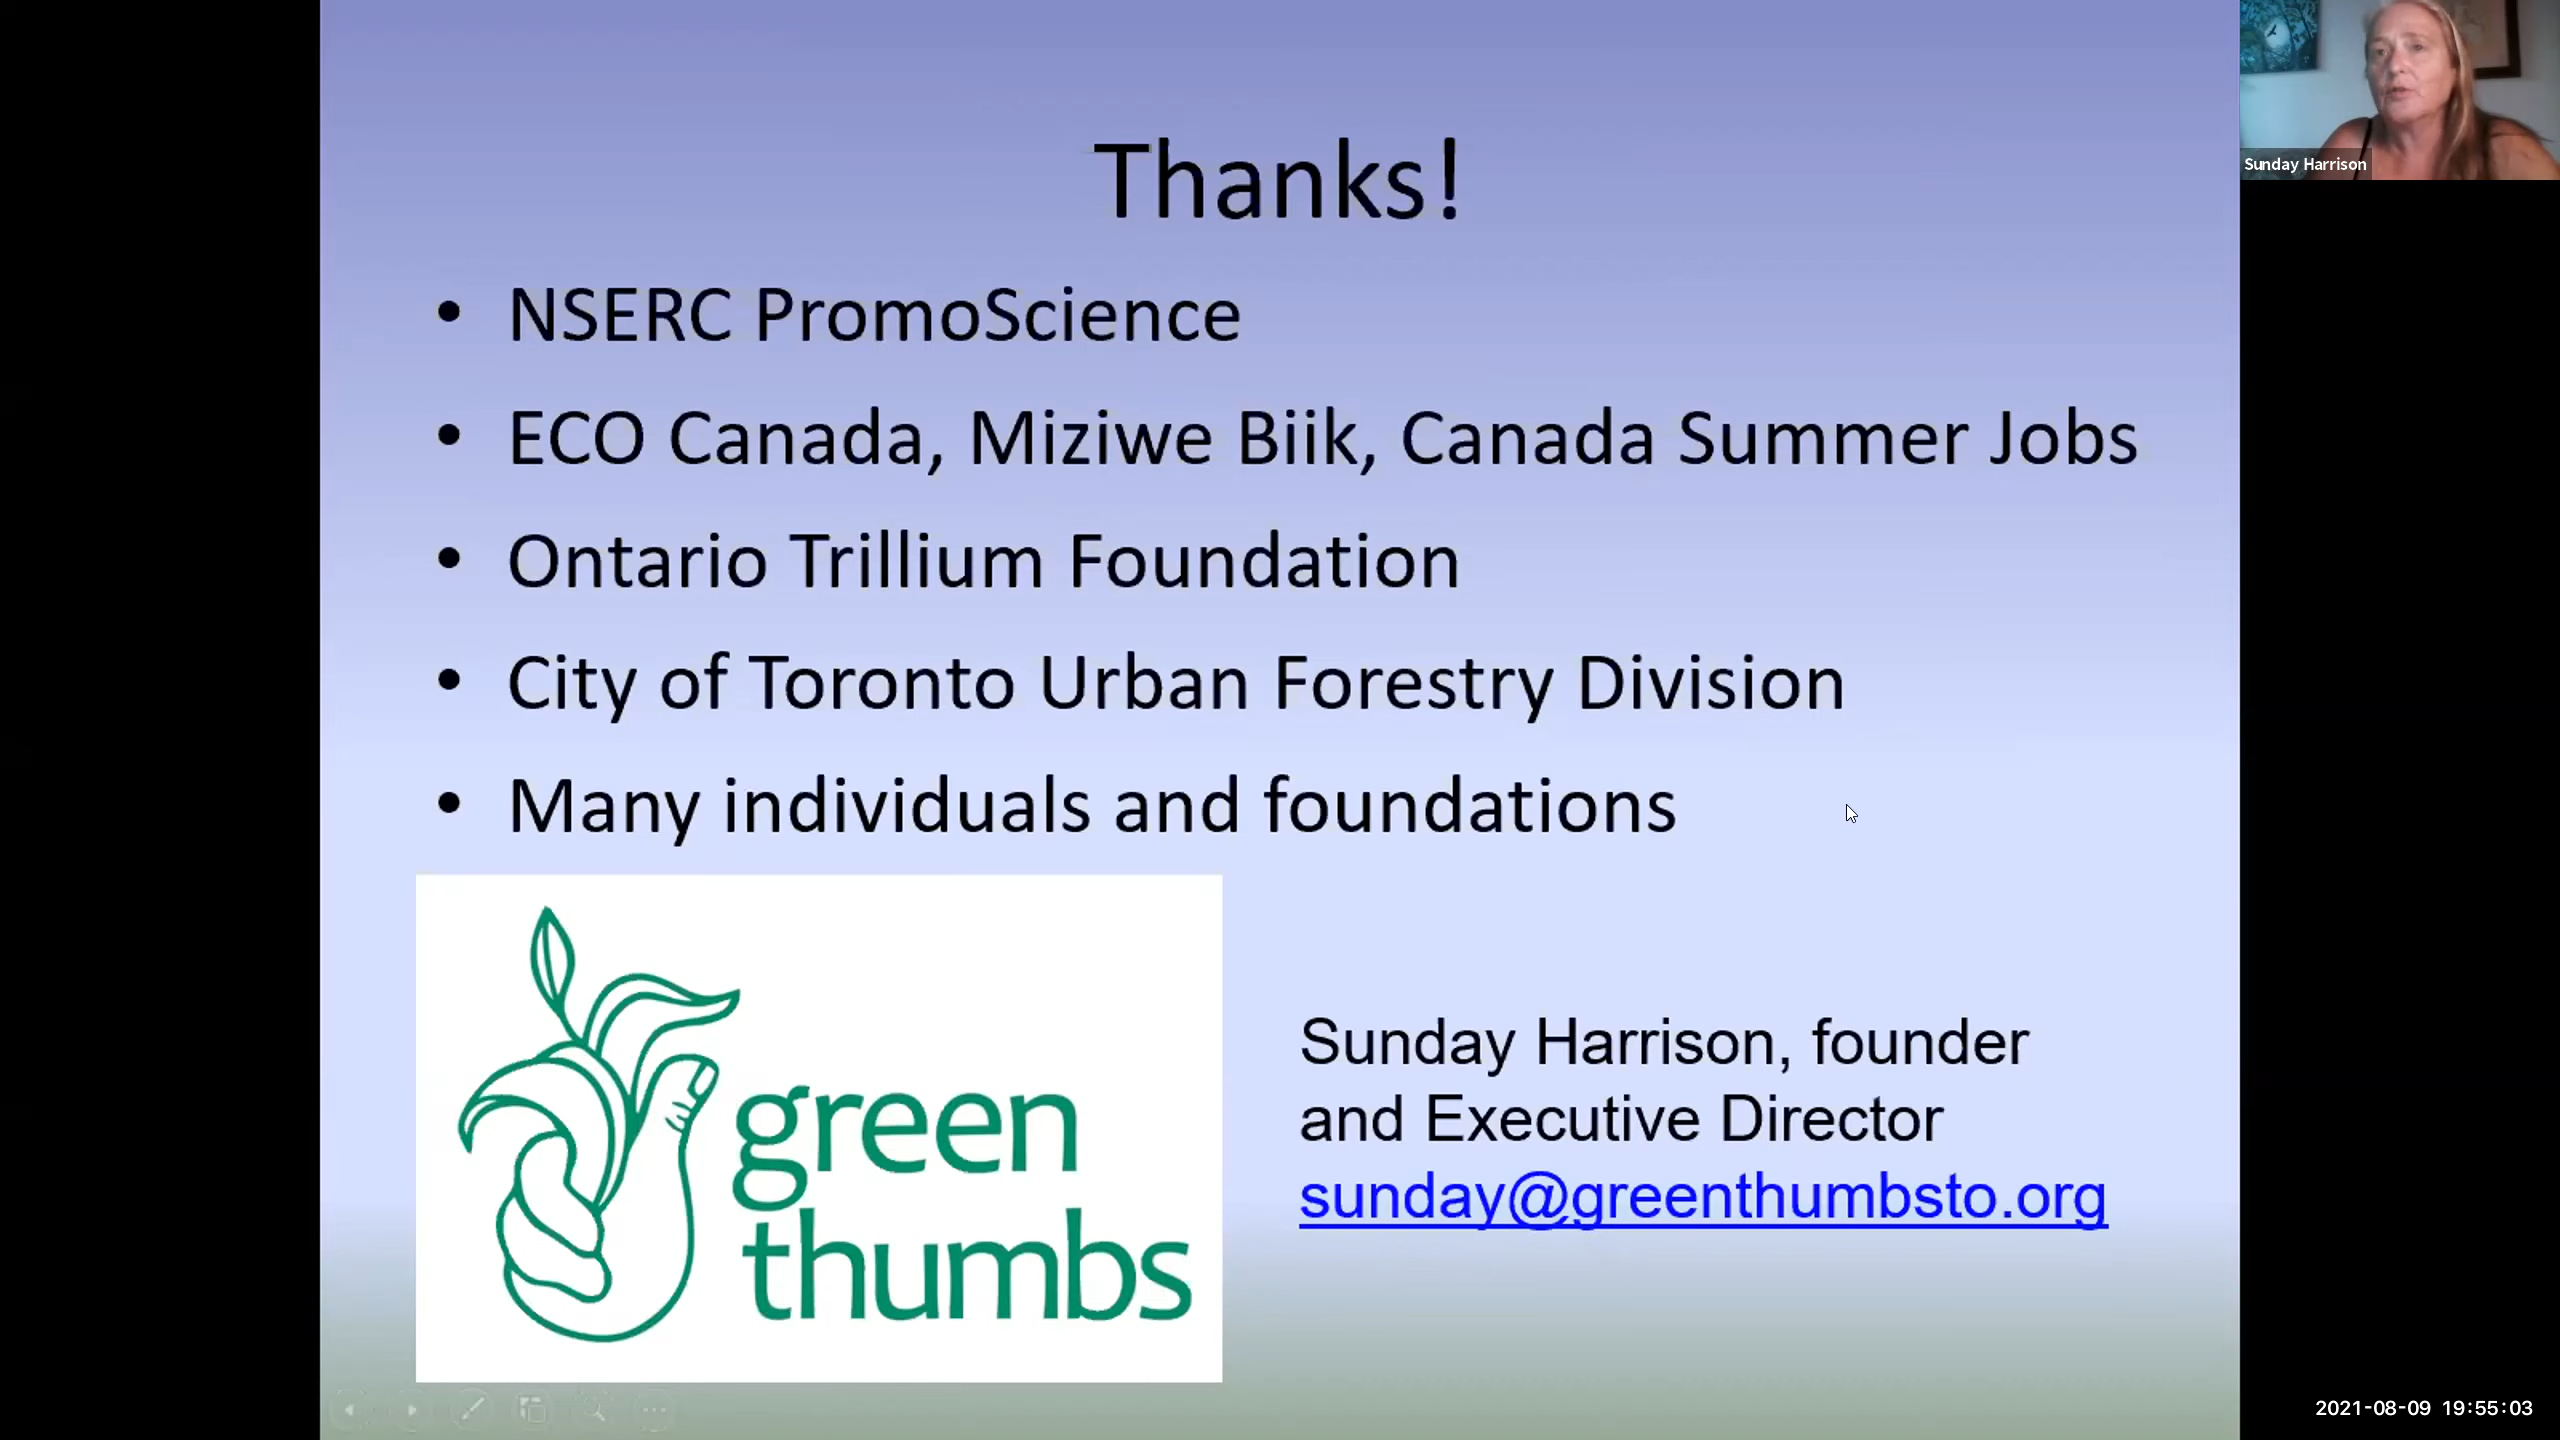 Thanks!
• NSERC PromoScience
• ECO Canada, Miziwe Biik, Canada Summer Jobs
• Ontario Trillium Foundation
• City of Toronto Urban Forestry Division
• Many individuals and foundations
green
thumbs
Sunday Harrison, founder
and Executive Director
sunday@greenthumbsto.org
Sunday Harrison
2021-08-09 19:55:03